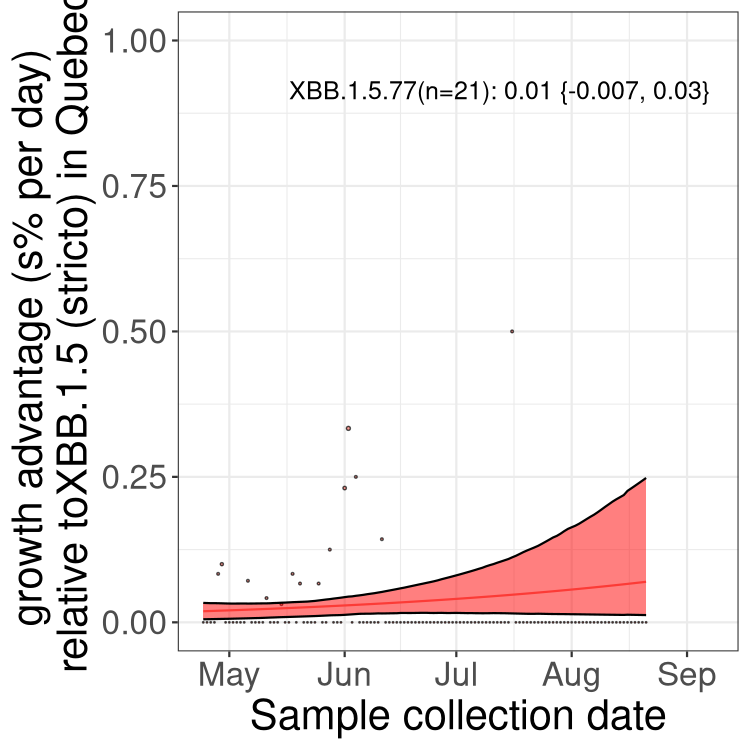 growth advantage (s% per day)
relative toXBB.1.5 (stricto) in Quebec
1.00
0.75
0.50
0.25
0.00
XBB.1.5.77(n=21): 0.01 {-0.007, 0.03}
May Jun Jul Aug Sep
Sample collection date